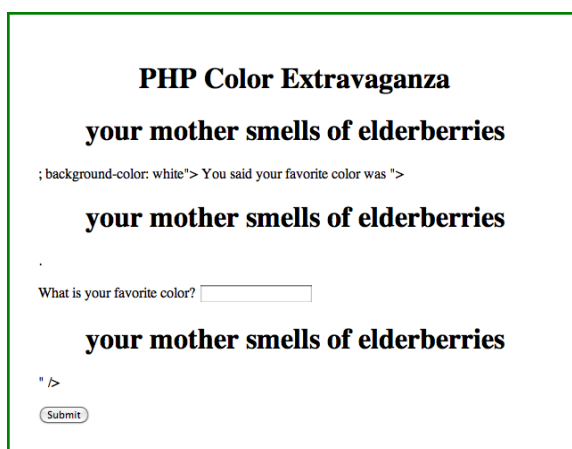 PHP Color Extravaganza
your mother smells of elderberries
; background-color: white"> You said your favorite color was ">
your mother smells of elderberries
.
What is your favorite color?
your mother smells of elderberries
" />
Submit